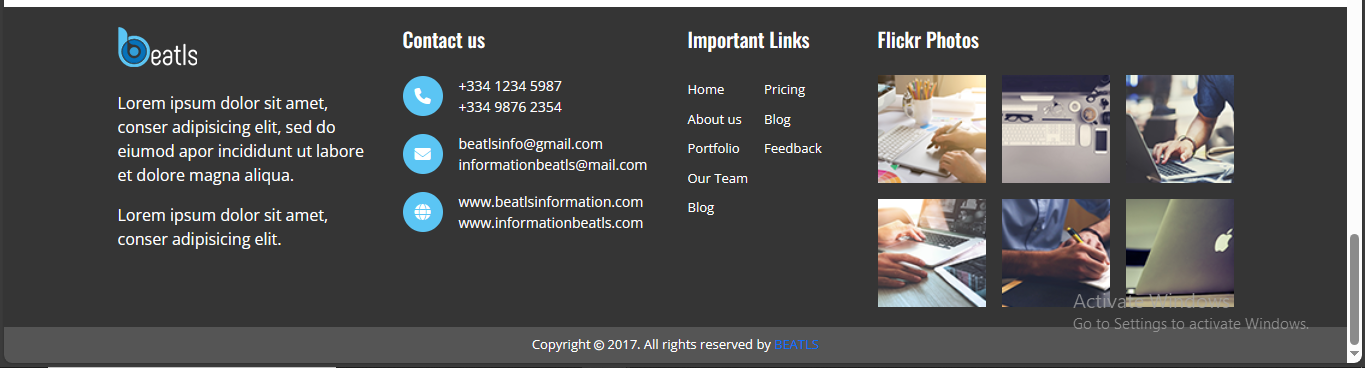 beatls
Lorem ipsum dolor sit amet,
conser adipisicing elit, sed do
eiumod apor incididunt ut labore
et dolore magna aliqua.
Lorem ipsum dolor sit amet,
conser adipisicing elit.
Contact us
+334 1234 5987
+334 9876 2354
beatlsinfo@gmail.com
informationbeatls@mail.com
www.beatlsinformation.com
www.informationbeatls.com
Important Links
Home
About us
Portfolio
Our Team
Blog
Pricing
Blog
Feedback
Flickr Photos
Activate Windows
Go to Settings to activate Windows.
Copyright © 2017. All rights reserved by BEATLS